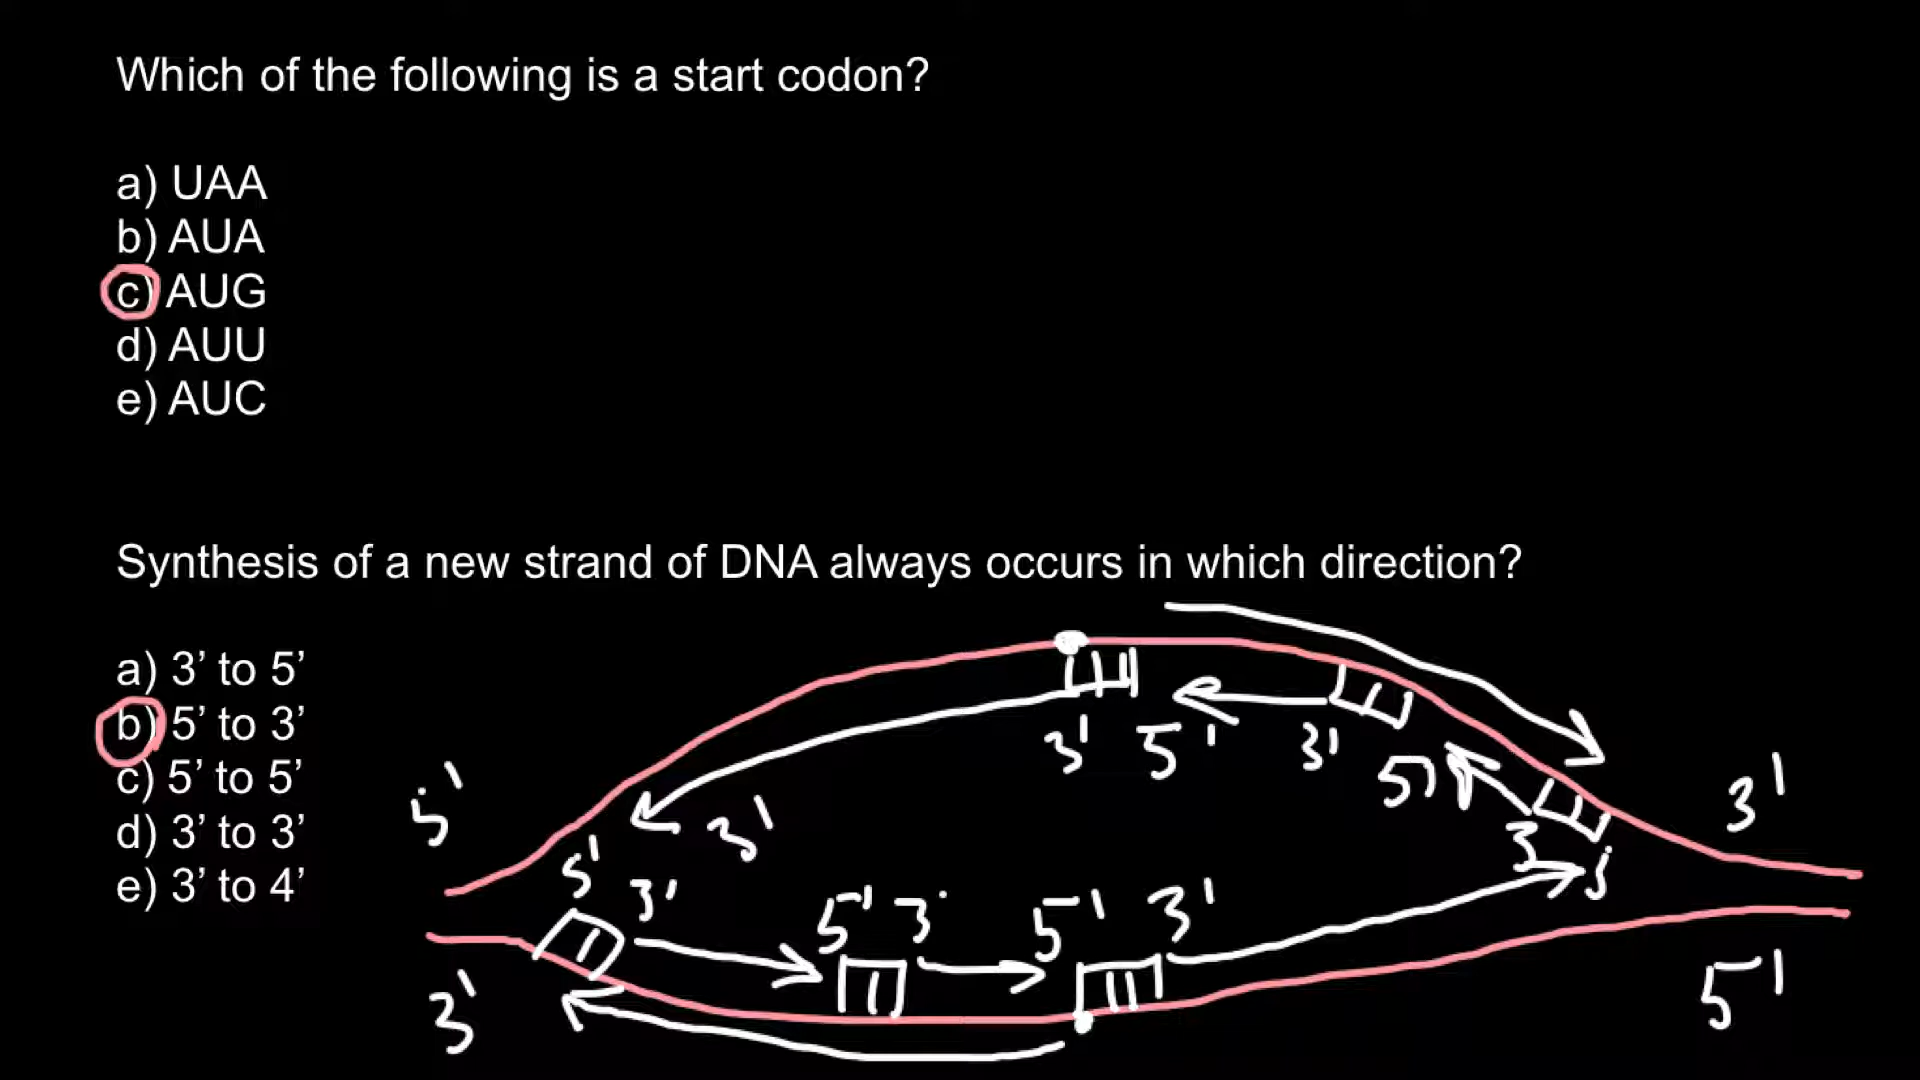 Which of the following is a start codon?
a) UAA
b) AUA
c) AUG
d) AUU
e) AUC
Synthesis of a new strand of DNA always occurs in which direction?
a) 3’ to 5’
b) 5’ to 3’
c) 5’ to 5’
d) 3’ to 3’
e) 3’ to 4’
3' 5' 3'
5'
5' 3' 3'
3
5' 3' 5' 3' 5' 3'
3' 5'